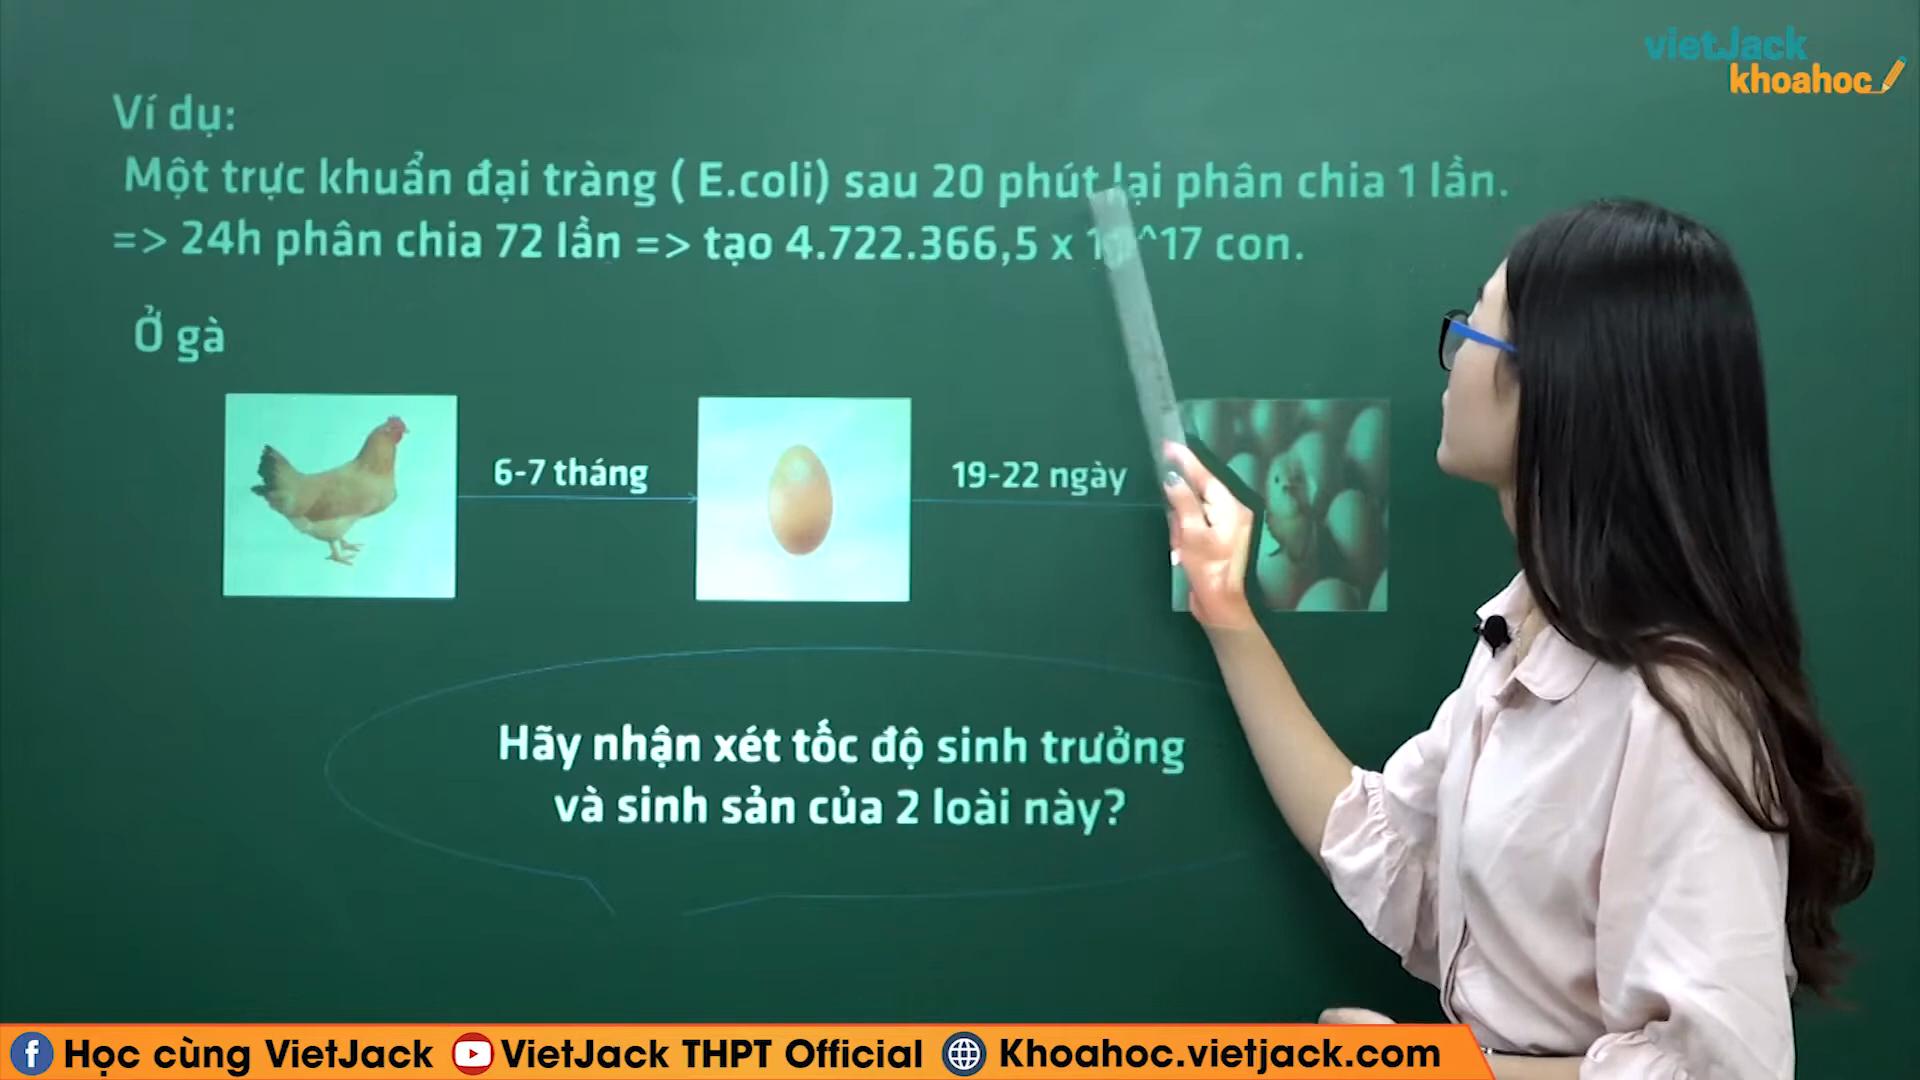 vietJack
khoahoc
Ví dụ:
Một trực khuẩn đại tràng ( E.coli) sau 20 phút lại phân chia 1 lần.
=> 24h phân chia 72 lần => tạo 4.722.366,5 x 10^17 con.
Ở gà
6-7 tháng
19-22 ngày
Hãy nhận xét tốc độ sinh trưởng
và sinh sản của 2 loài này?
Học cùng VietJack VietJack THPT Official Khoahoc.vietjack.com